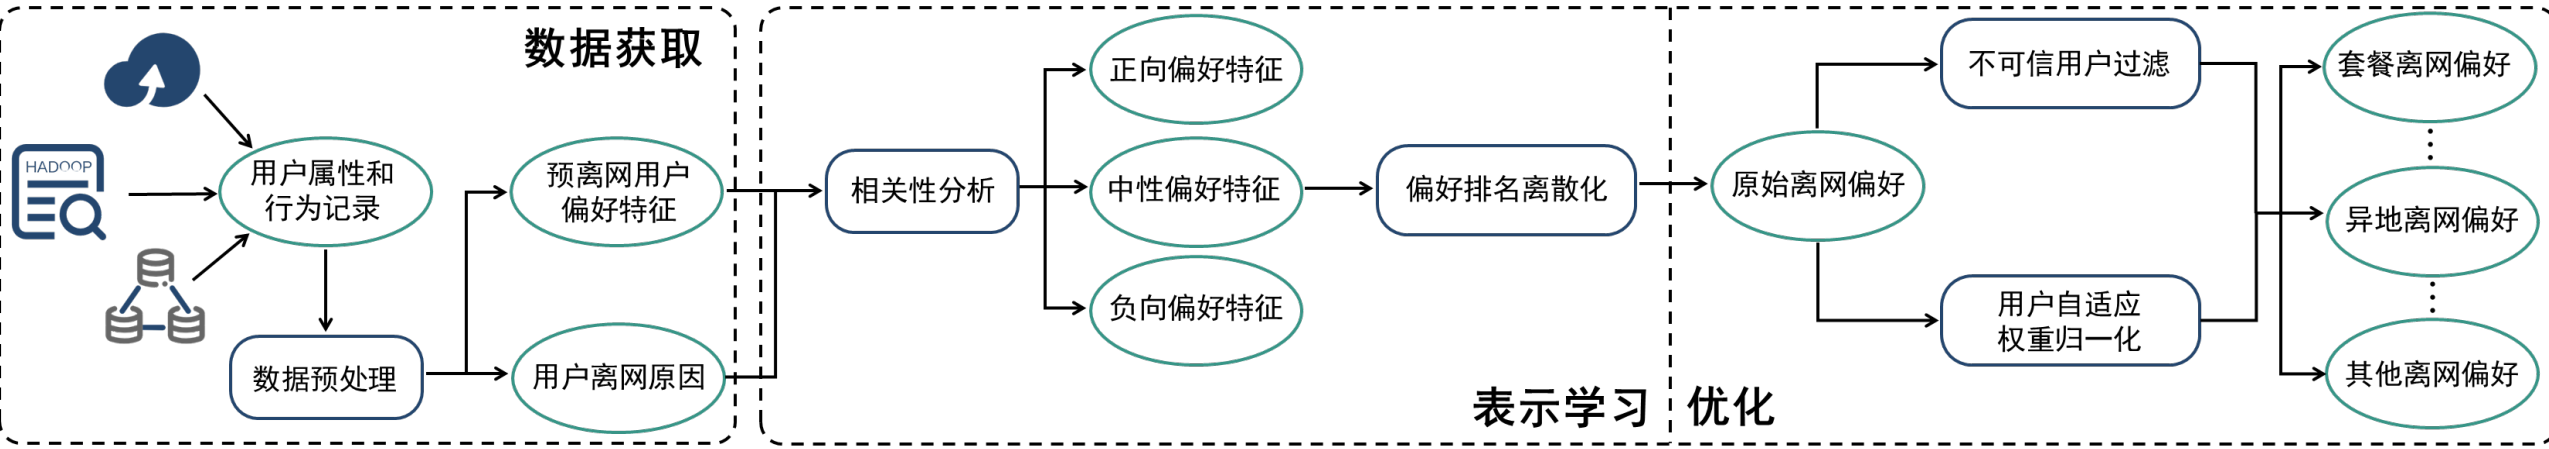 数据获取
HADOOP
用户属性和
行为记录
数据预处理
预离网用户
偏好特征
用户离网原因
相关性分析
正向偏好特征
中性偏好特征
负向偏好特征
偏好排名离散化
表示学习
优化
原始离网偏好
不可信用户过滤
用户自适应
权重归一化
套餐离网偏好
异地离网偏好
其他离网偏好